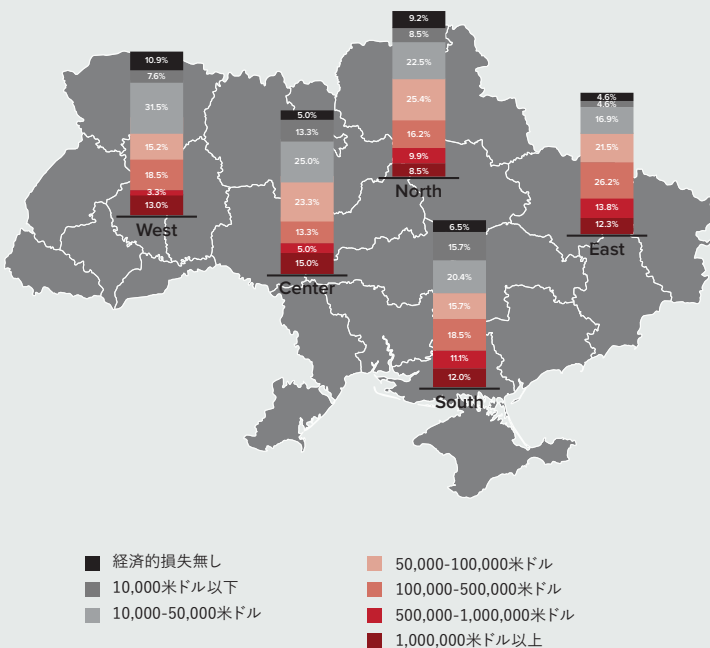 9.2%
8.5%
22.5%
25.4%
16.2%
9.9%
8.5%
North
10.9%
7.6%
31.5%
15.2%
18.5%
3.3%
13.0%
West
5.0%
13.3%
25.0%
23.3%
13.3%
5.0%
15.0%
Center
4.6%
4.6%
16.9%
21.5%
26.2%
13.8%
12.3%
East
6.5%
15.7%
20.4%
15.7%
18.5%
11.1%
12.0%
South
経済的損失無し
10,000米ドル以下
10,000-50,000米ドル
50,000-100,000米ドル
100,000-500,000米ドル
500,000-1,000,000米ドル
1,000,000米ドル以上